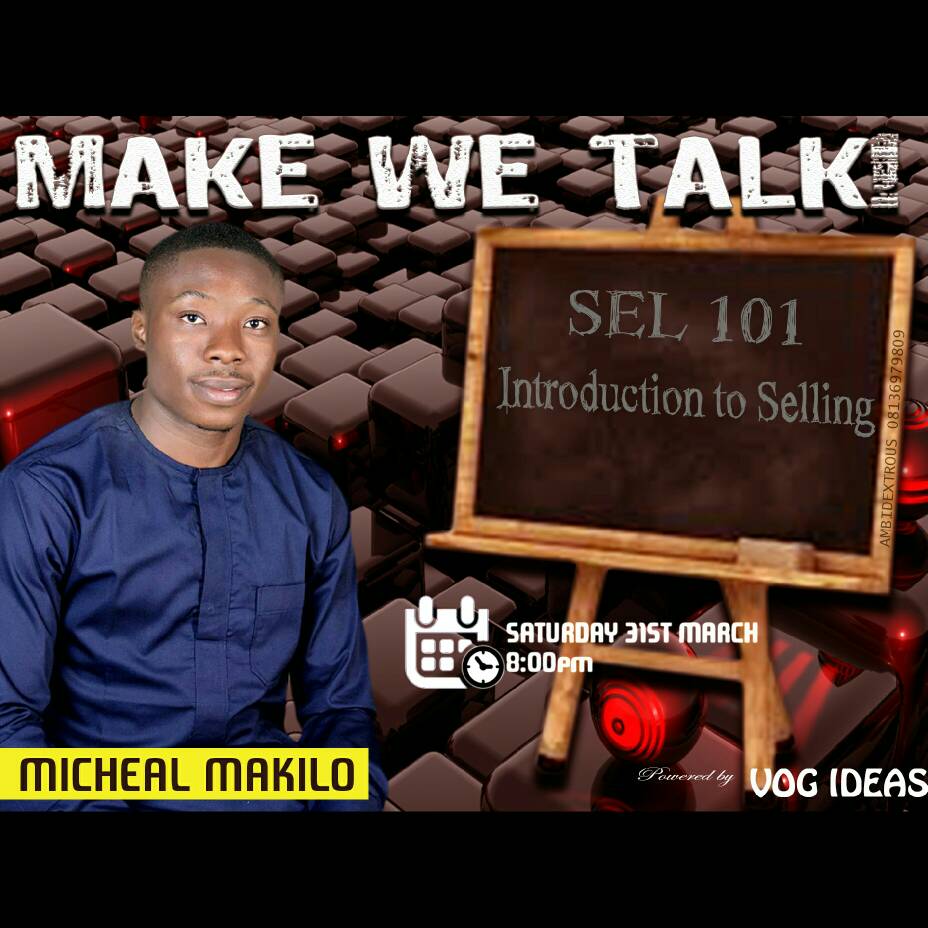 MAKE WE TALK!
SEL 101
Introduction to Selling
AMBIDEXTROUS 08136979809
SATURDAY 31ST MARCH
8:00pm
MICHEAL MAKILO
Powered by VOG IDEAS